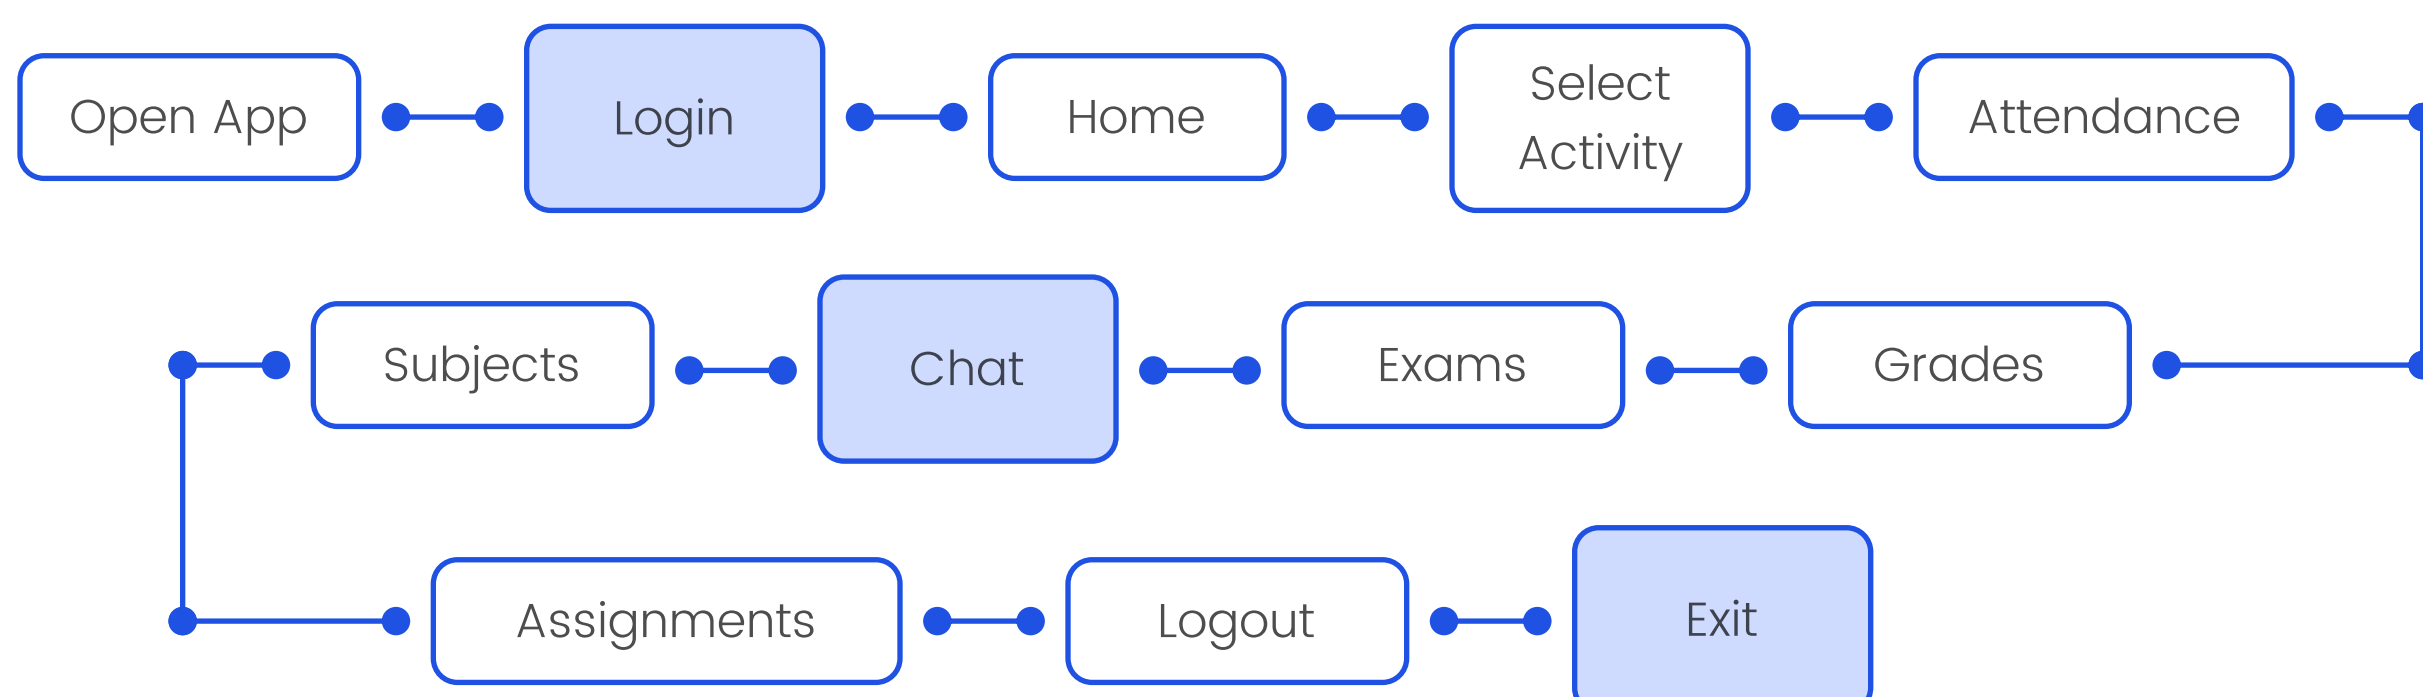 Open App
Login
Home
Select
Activity
Attendance
Subjects
Chat
Exams
Grades
Assignments
Logout
Exit